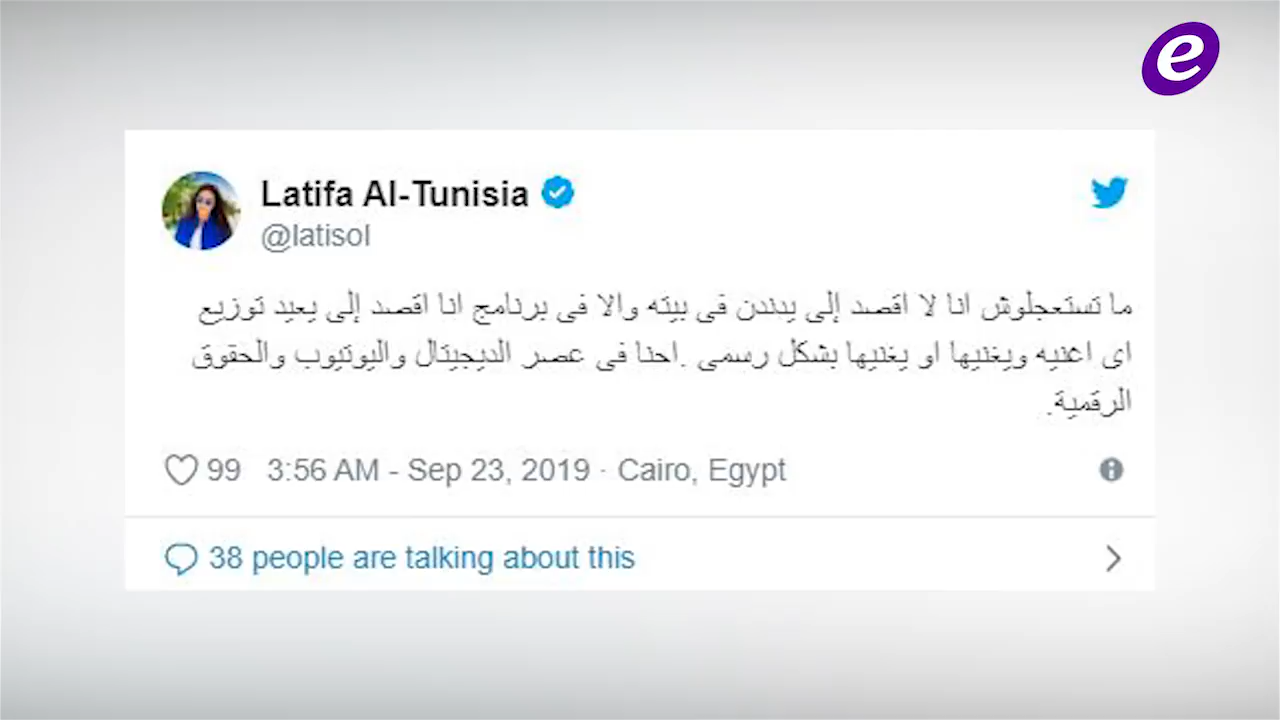 e
Latifa Al-Tunisia
@latisol
ما تستعجلوش انا لا اقصد إلى يدندن فى بيته والا فى برنامج انا اقصد إلى يعيد توزيع
اى اغنيه ويغنيها او يغنيها بشكل رسمى .احنا فى عصر الديجيتال واليوتيوب والحقوق
الرقمية.
99 3:56 AM - Sep 23, 2019 · Cairo, Egypt
38 people are talking about this